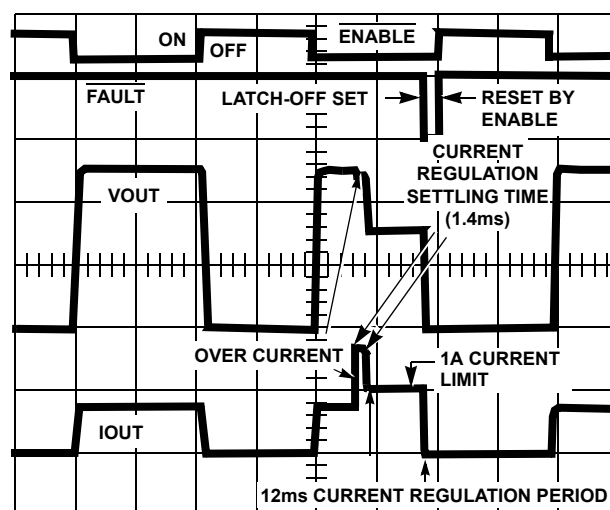 ON
OFF
ENABLE
FAULT
LATCH-OFF SET
RESET BY
ENABLE
CURRENT
REGULATION
SETTLING TIME
(1.4ms)
VOUT
OVER CURRENT
1A CURRENT
LIMIT
IOUT
12ms CURRENT REGULATION PERIOD